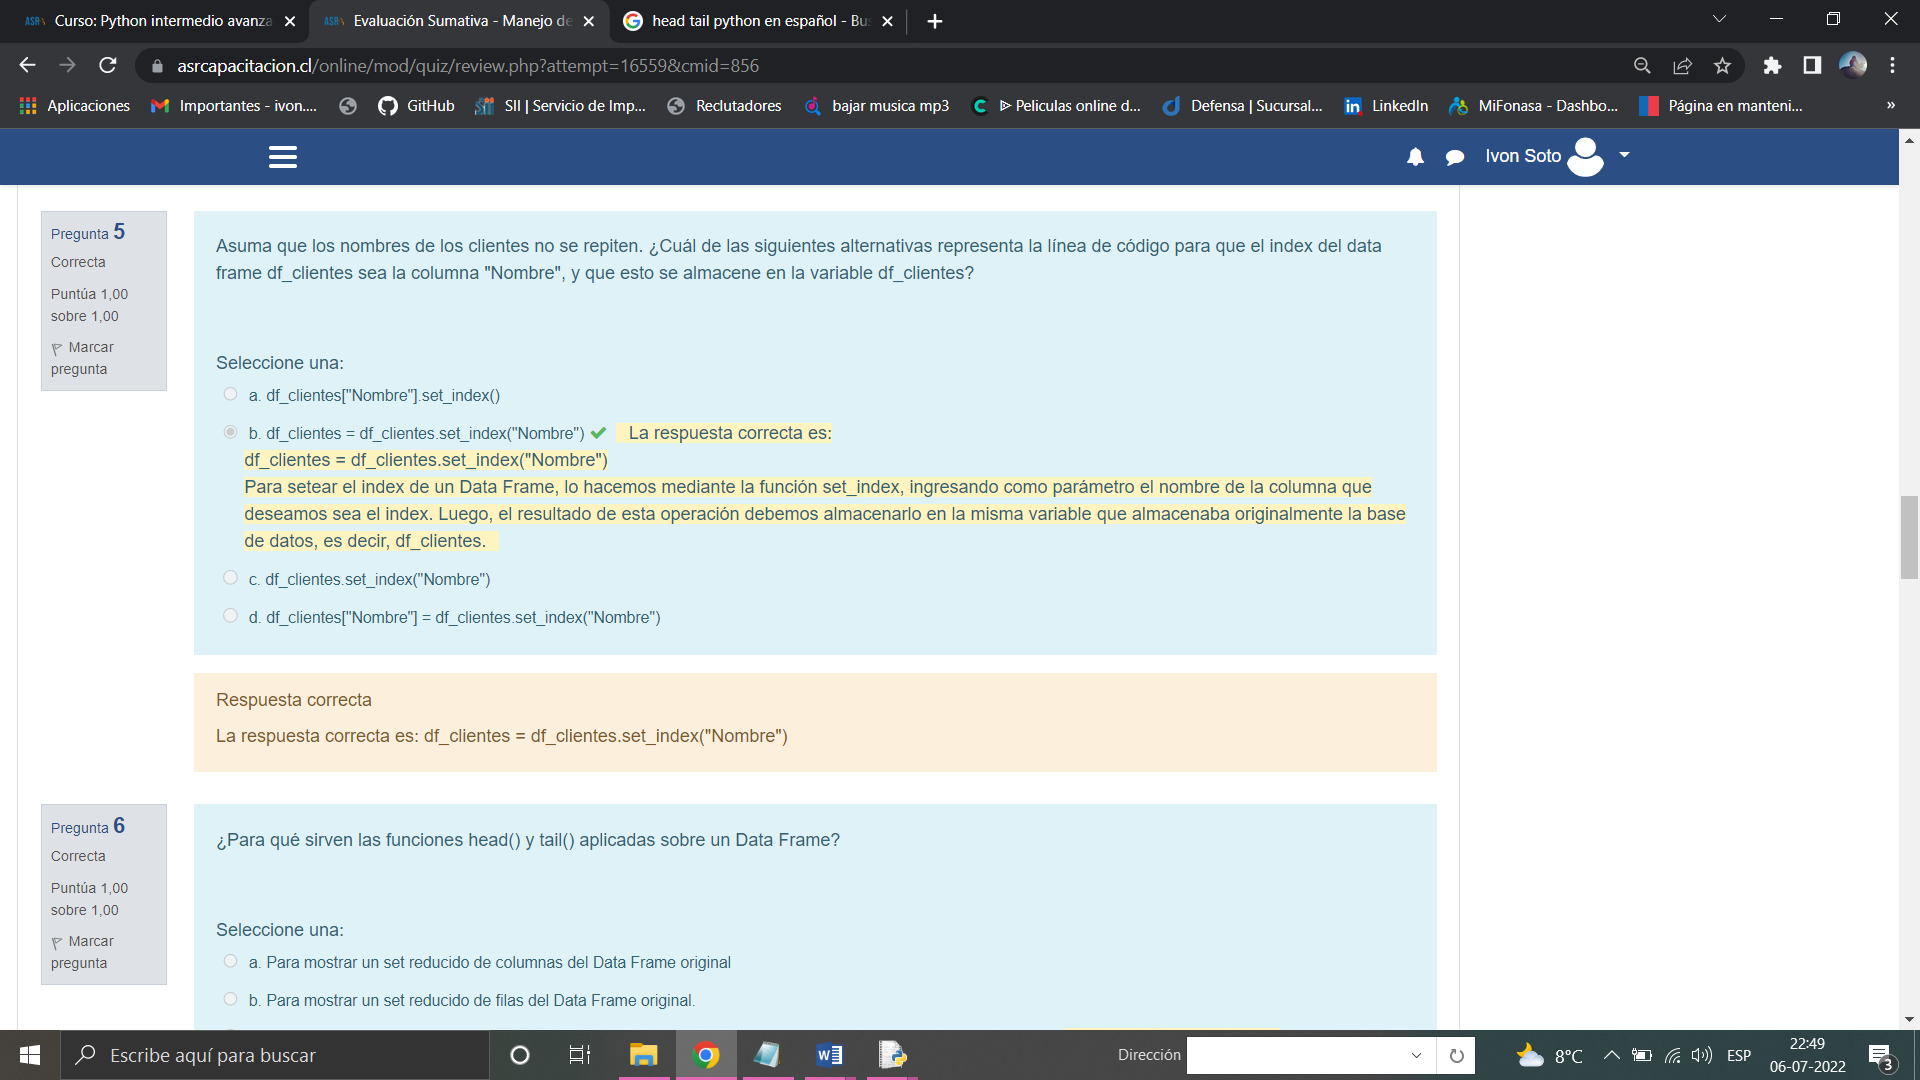 Curso: Python intermedio avanza
Evaluación Sumativa - Manejo de
head tail python en español - Bu
asrcapacitacion.cl/online/mod/quiz/review.php?attempt=16559&cmid=856
Aplicaciones
Importantes - ivon....
GitHub
SII | Servicio de Imp...
Reclutadores
bajar musica mp3
Peliculas online d...
Defensa | Sucursal...
LinkedIn
MiFonasa - Dashbo...
Página en manteni...
»
Ivon Soto
Pregunta 5
Correcta
Puntúa 1,00
sobre 1,00
Marcar
pregunta
Asuma que los nombres de los clientes no se repiten. ¿Cuál de las siguientes alternativas representa la línea de código para que el index del data
frame df_clientes sea la columna "Nombre", y que esto se almacene en la variable df_clientes?
Seleccione una:
a. df_clientes["Nombre"].set_index()
b. df_clientes = df_clientes.set_index("Nombre") La respuesta correcta es:
df_clientes = df_clientes.set_index("Nombre")
Para setear el index de un Data Frame, lo hacemos mediante la función set_index, ingresando como parámetro el nombre de la columna que
deseamos sea el index. Luego, el resultado de esta operación debemos almacenarlo en la misma variable que almacenaba originalmente la base
de datos, es decir, df_clientes.
c. df_clientes.set_index("Nombre")
d. df_clientes["Nombre"] = df_clientes.set_index("Nombre")
Respuesta correcta
La respuesta correcta es: df_clientes = df_clientes.set_index("Nombre")
Pregunta 6
Correcta
Puntúa 1,00
sobre 1,00
Marcar
pregunta
¿Para qué sirven las funciones head() y tail() aplicadas sobre un Data Frame?
Seleccione una:
a. Para mostrar un set reducido de columnas del Data Frame original
b. Para mostrar un set reducido de filas del Data Frame original.
Escribe aquí para buscar
Dirección
8°C
ESP
22:49
06-07-2022
3